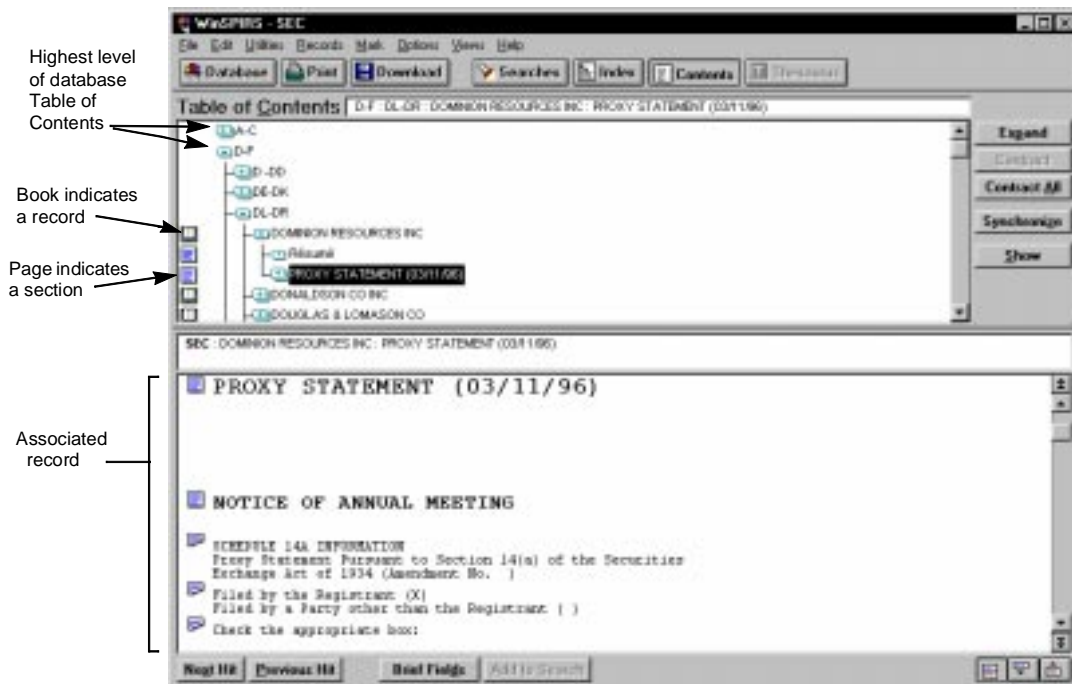 WinSPIRS - SEC
File Edit Utilities Records Mark Options Views Help
Database Print Download Searches Index Contents Thesaurus
Highest level
of database
Table of
Contents
Table of Contents D-F : DL-DR : DOMINION RESOURCES INC : PROXY STATEMENT (03/11/96)
A-C
D-F
D -DD
DE-DK
DL-DR
DOMINION RESOURCES INC
Résumé
PROXY STATEMENT (03/11/96)
DONALDSON CO INC
DOUGLAS & LOMASON CO
Expand
Contract
Contract All
Synchronize
Show
Book indicates
a record
Page indicates
a section
SEC : DOMINION RESOURCES INC : PROXY STATEMENT (03/11/96)
PROXY STATEMENT (03/11/96)
NOTICE OF ANNUAL MEETING
SCHEDULE 14A INFORMATION
Proxy Statement Pursuant to Section 14(a) of the Securities
Exchange Act of 1934 (Amendment No. )
Filed by the Registrant (X)
Filed by a Party other than the Registrant ( )
Check the appropriate box:
Associated
record
Next Hit Previous Hit Brief Fields Add to Search